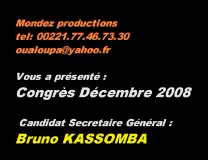 Mondez productions
tel: 00221.77.46.73.30
oualoupa@yahoo.fr
Vous a présenté :
Congrès Décembre 2008
Candidat Secretaire Général :
Bruno KASSOMBA